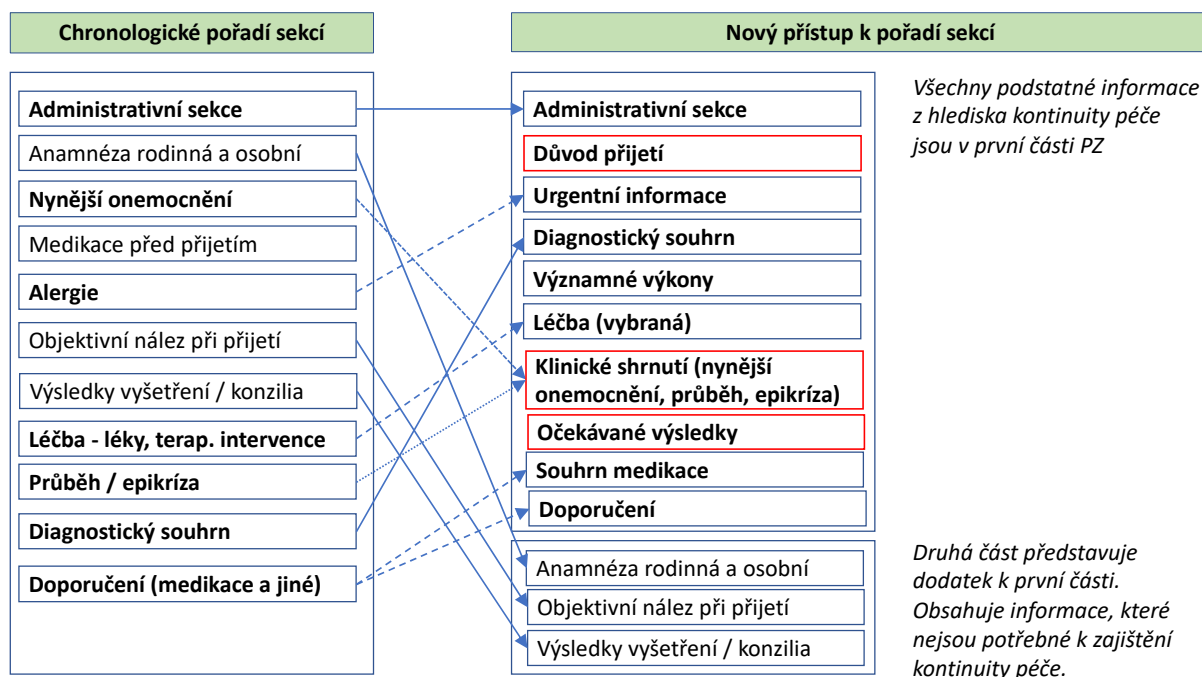 Chronologické pořadí sekcí
Administrativní sekce
Anamnéza rodinná a osobní
Nynější onemocnění
Medikace před přijetím
Alergie
Objektivní nález při přijetí
Výsledky vyšetření / konzilia
Léčba - léky, terap. intervence
Průběh / epikríza
Diagnostický souhrn
Doporučení (medikace a jiné)
Nový přístup k pořadí sekcí
Administrativní sekce
Důvod přijetí
Urgentní informace
Diagnostický souhrn
Významné výkony
Léčba (vybraná)
Klinické shrnutí (nynější
onemocnění, průběh, epikríza)
Očekávané výsledky
Souhrn medikace
Doporučení
Anamnéza rodinná a osobní
Objektivní nález při přijetí
Výsledky vyšetření / konzilia
Všechny podstatné informace
z hlediska kontinuity péče
jsou v první části PZ
Druhá část představuje
dodatek k první části.
Obsahuje informace, které
nejsou potřebné k zajištění
kontinuity péče.